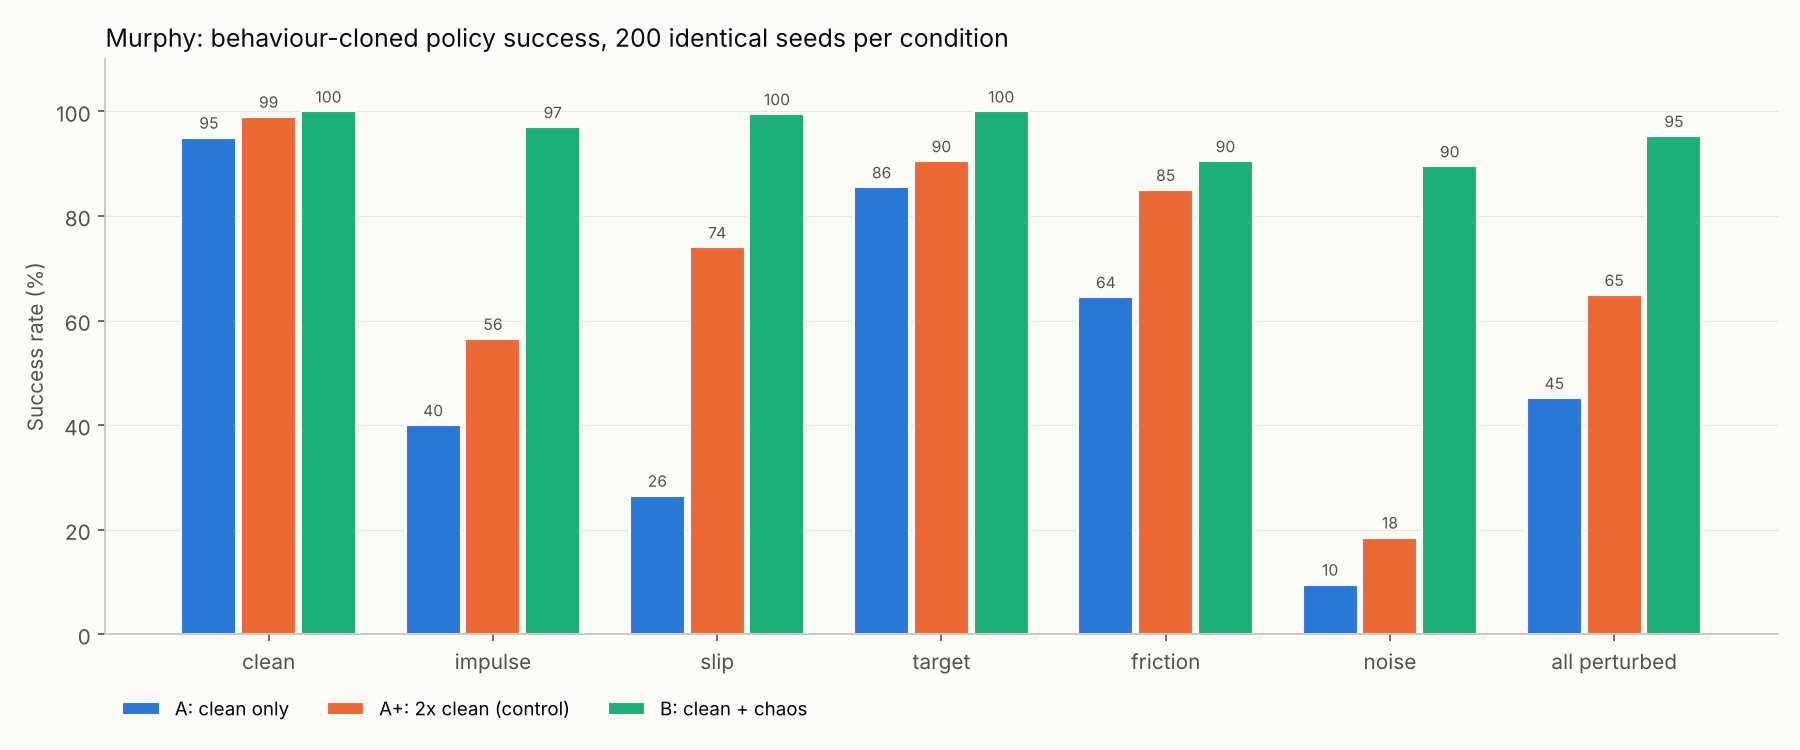 Murphy: behaviour-cloned policy success, 200 identical seeds per condition
Success rate (%)
100
80
60
40
20
0
95 99 100
40 56 97
26 74 100
86 90 100
64 85 90
10 18 90
45 65 95
clean impulse slip target friction noise all perturbed
A: clean only A+: 2x clean (control) B: clean + chaos